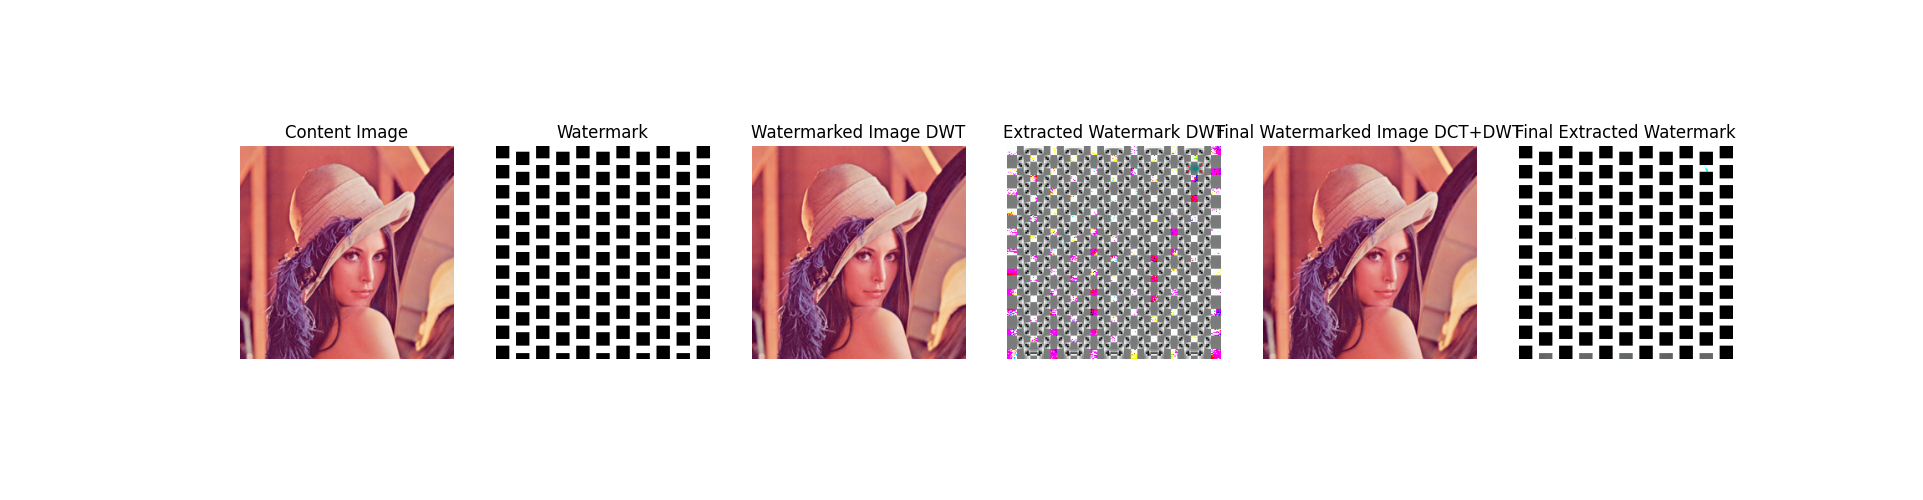 Content Image
Watermark
Watermarked Image DWT
Extracted Watermark DWT
Final Watermarked Image DCT+DWT
Final Extracted Watermark